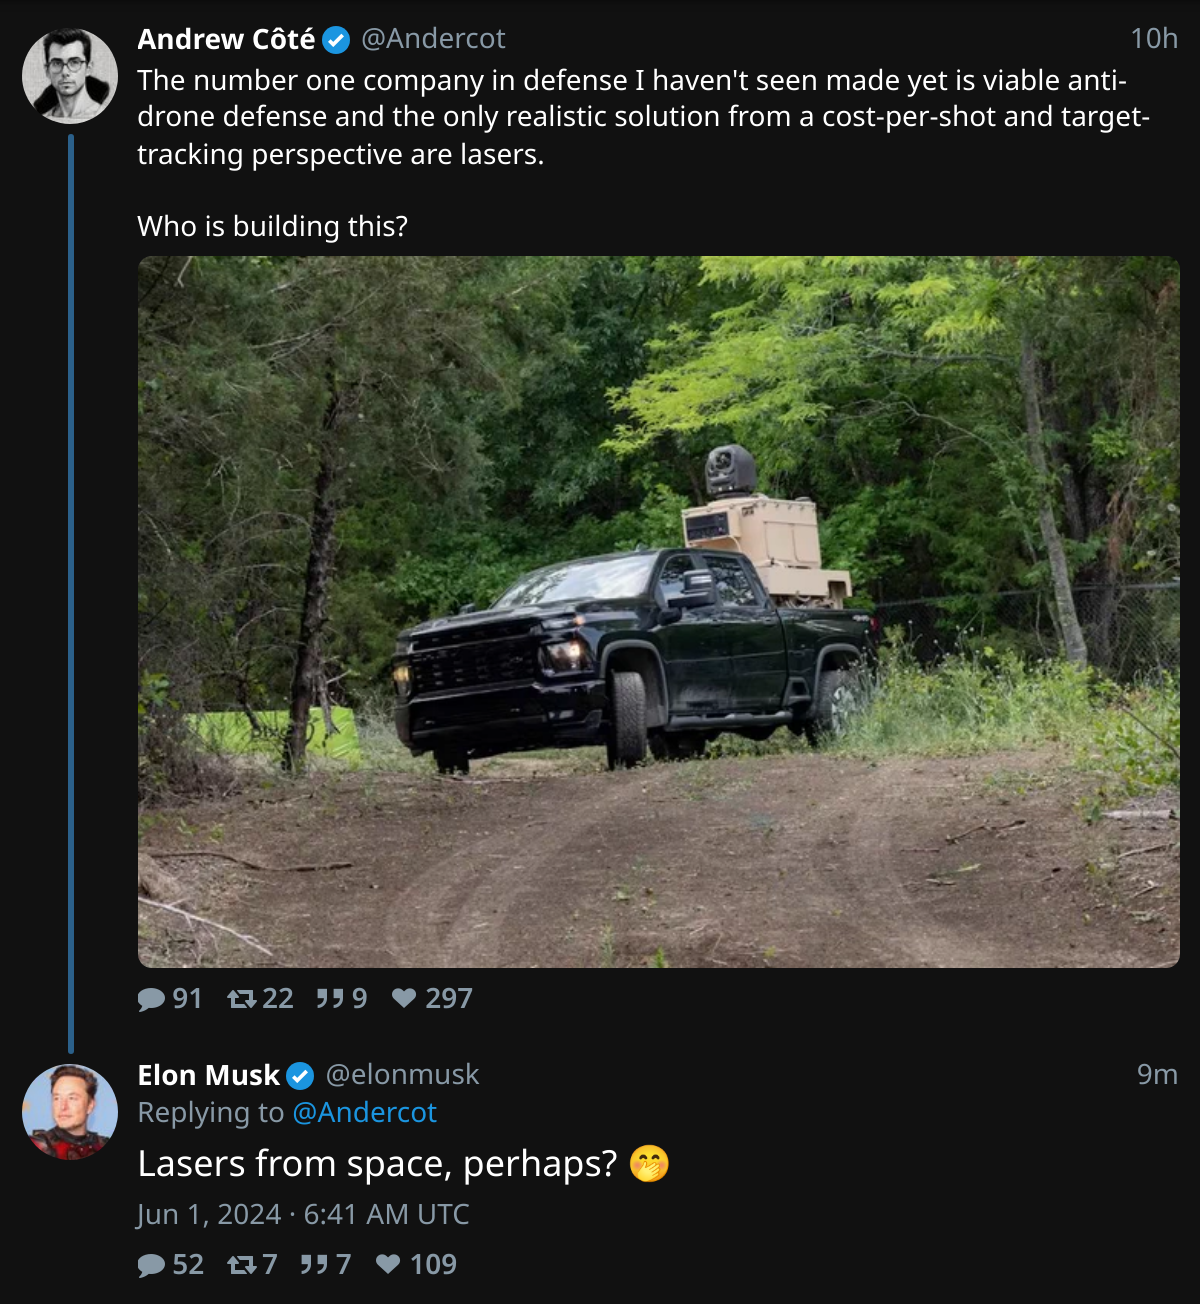 Andrew Côté @Andercot 10h
The number one company in defense I haven't seen made yet is viable anti-
drone defense and the only realistic solution from a cost-per-shot and target-
tracking perspective are lasers.
Who is building this?
91 22 9 297
Elon Musk @elonmusk 9m
Replying to @Andercot
Lasers from space, perhaps? 🤭
Jun 1, 2024 · 6:41 AM UTC
52 7 7 109